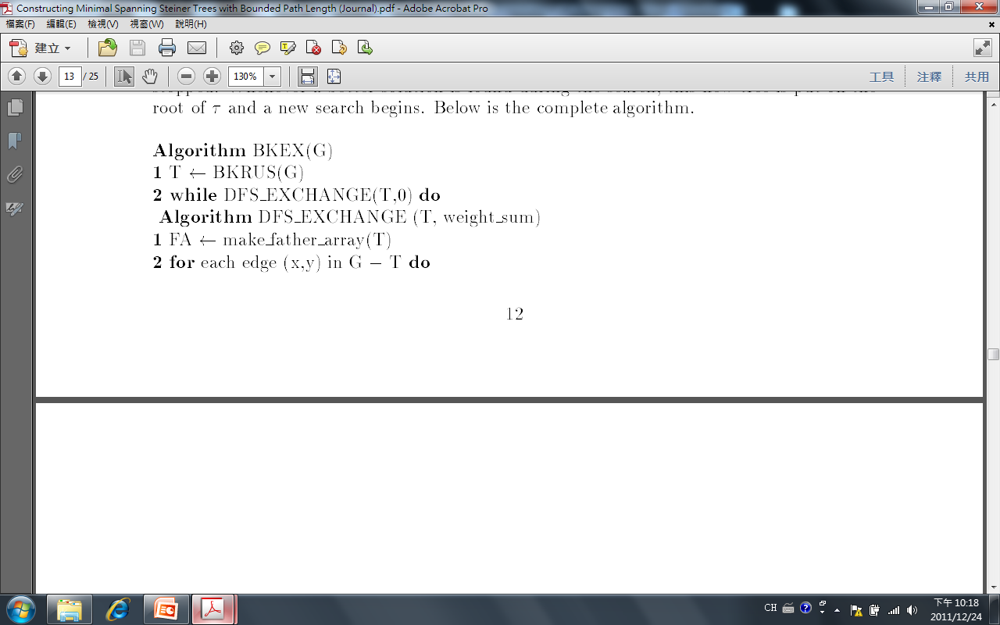 Constructing Minimal Spanning Steiner Trees with Bounded Path Length (Journal).pdf - Adobe Acrobat Pro
檔案(F) 編輯(E) 檢視(V) 視窗(W) 說明(H)
建立
13 / 25 130% 工具 註釋 共用
root of τ and a new search begins. Below is the complete algorithm.
Algorithm BKEX(G)
1 T ← BKRUS(G)
2 while DFS_EXCHANGE(T,0) do
Algorithm DFS_EXCHANGE (T, weight_sum)
1 FA ← make_father_array(T)
2 for each edge (x,y) in G − T do
12
CH
下午 10:18
2011/12/24